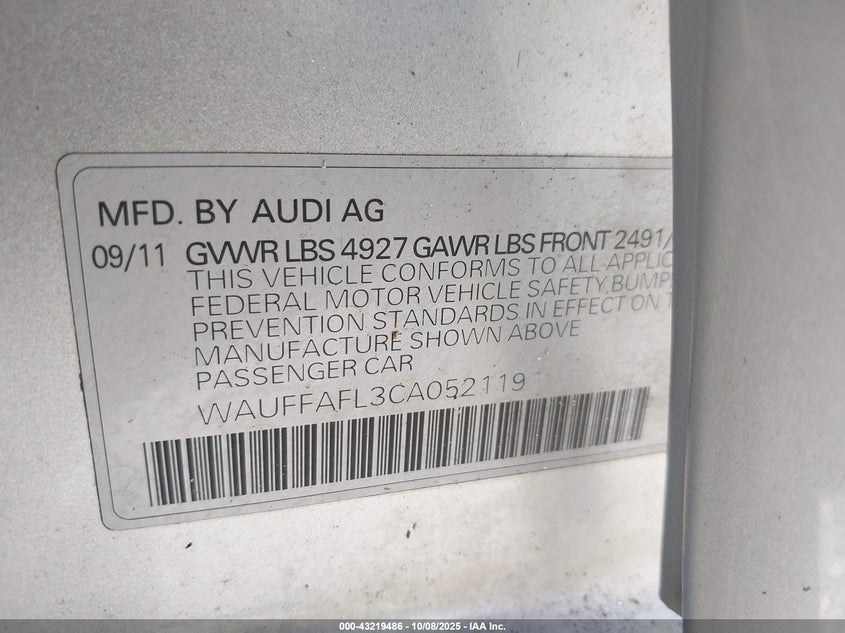 MFD. BY AUDI AG
09/11 GVWR LBS 4927 GAWR LBS FRONT 2491/
THIS VEHICLE CONFORMS TO ALL
FEDERAL MOTOR VEHICLE SAFETY,
PREVENTION STANDARDS IN EFFECT ON
MANUFACTURE SHOWN ABOVE
PASSENGER CAR
WAUFFAFL3CA052119
000-43219486 - 10/08/2025 - IAA Inc.